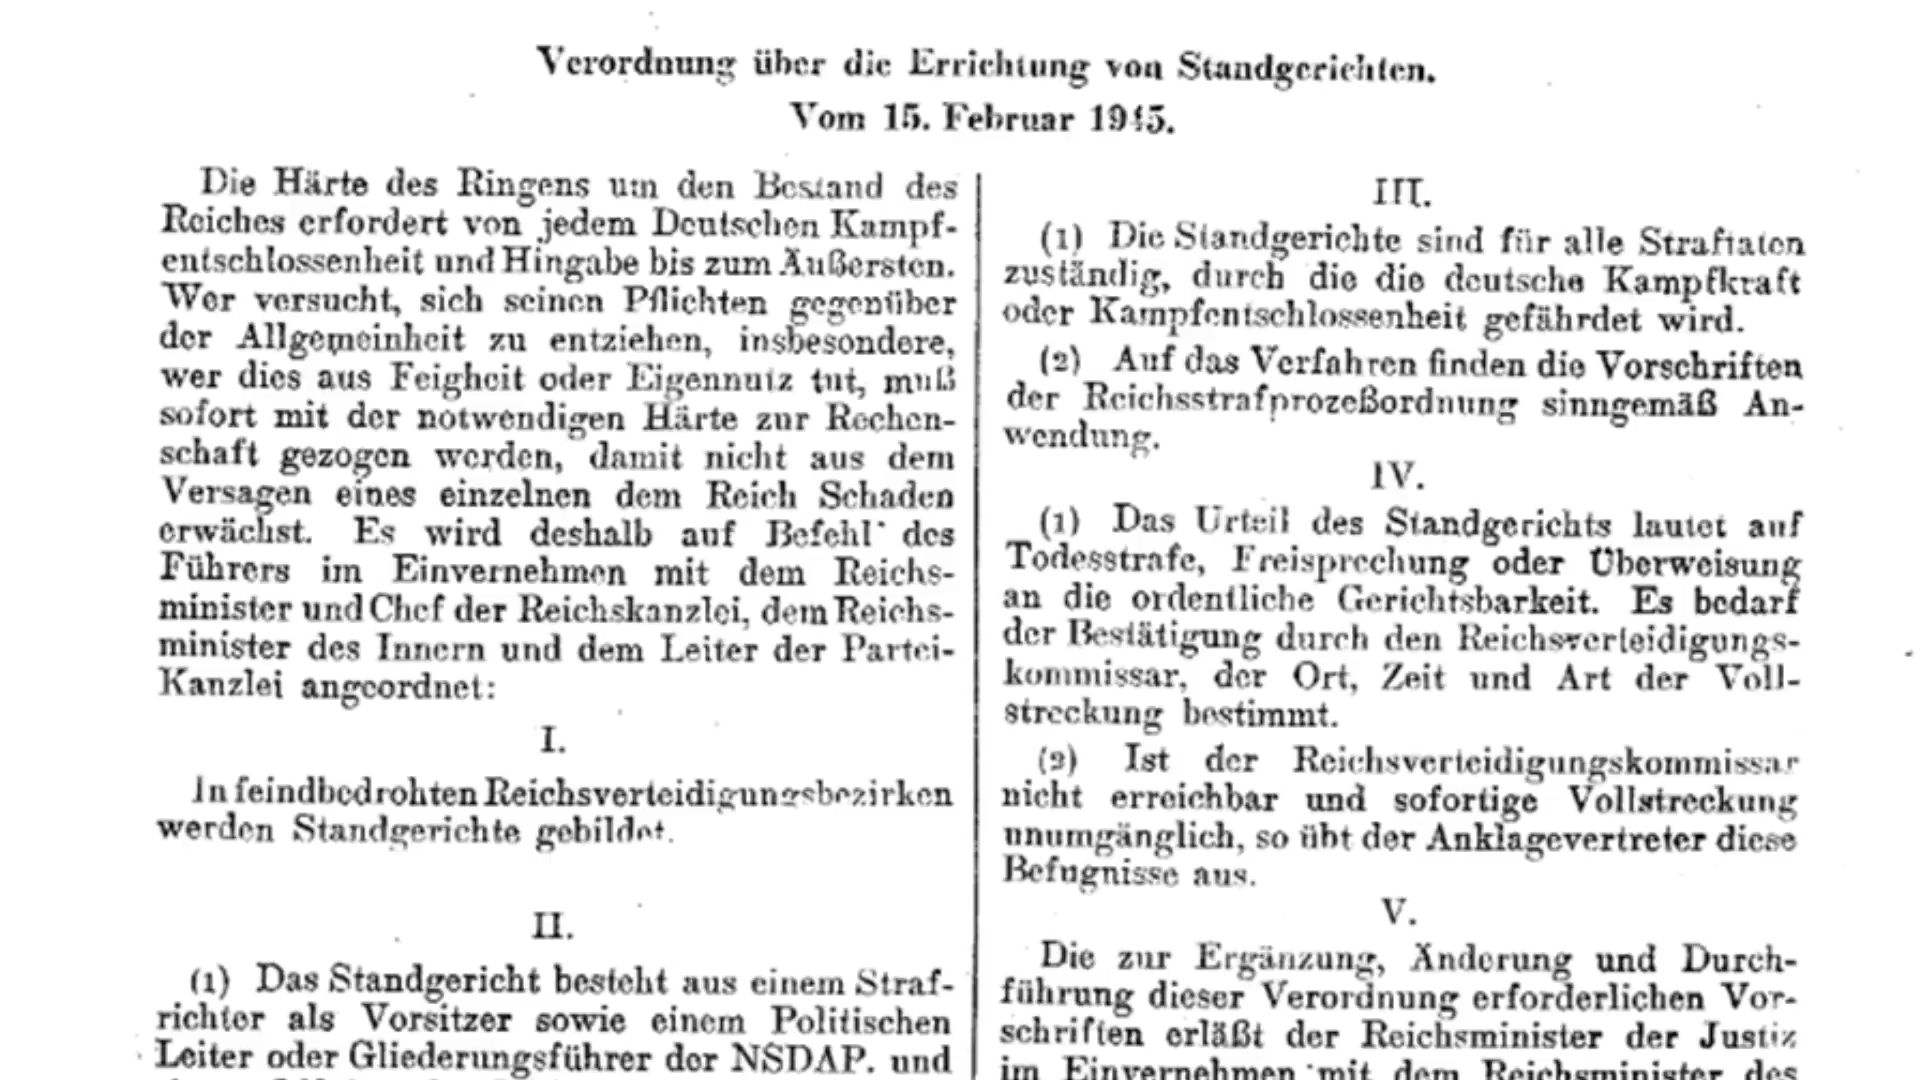 Verordnung über die Errichtung von Standgerichten.
Vom 15. Februar 1945.
Die Härte des Ringens um den Bestand des
Reiches erfordert von jedem Deutschen Kampf-
entschlossenheit und Hingabe bis zum Äußersten.
Wer versucht, sich seinen Pflichten gegenüber
der Allgemeinheit zu entziehen, insbesondere,
wer dies aus Feigheit oder Eigennutz tut, muß
sofort mit der notwendigen Härte zur Rechen-
schaft gezogen werden, damit nicht aus dem
Versagen eines einzelnen dem Reich Schaden
erwächst. Es wird deshalb auf Befehl des
Führers im Einvernehmen mit dem Reichs-
minister und Chef der Reichskanzlei, dem Reichs-
minister des Innern und dem Leiter der Partei-
Kanzlei angeordnet:
I.
In feindbedrohten Reichsverteidigungsbezirken
werden Standgerichte gebildet.
II.
(1) Das Standgericht besteht aus einem Straf-
richter als Vorsitzer sowie einem Politischen
Leiter oder Gliederungsführer der NSDAP. und
III.
(1) Die Standgerichte sind für alle Straftaten
zuständig, durch die die deutsche Kampfkraft
oder Kampfentschlossenheit gefährdet wird.
(2) Auf das Verfahren finden die Vorschriften
der Reichsstrafprozeßordnung sinngemäß An-
wendung.
IV.
(1) Das Urteil des Standgerichts lautet auf
Todesstrafe, Freisprechung oder Überweisung
an die ordentliche Gerichtsbarkeit. Es bedarf
der Bestätigung durch den Reichsverteidigungs-
kommissar, der Ort, Zeit und Art der Voll-
streckung bestimmt.
(2) Ist der Reichsverteidigungskommissar
nicht erreichbar und sofortige Vollstreckung
unumgänglich, so übt der Anklagevertreter diese
Befugnisse aus.
V.
Die zur Ergänzung, Änderung und Durch-
führung dieser Verordnung erforderlichen Vor-
schriften erläßt der Reichsminister der Justiz
im Einvernehmen mit dem Reichsminister des